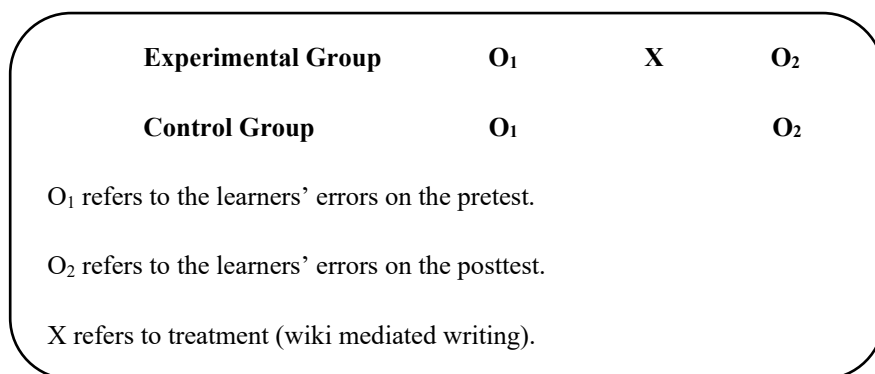 Experimental Group O₁ X O₂
Control Group O₁ O₂
O₁ refers to the learners’ errors on the pretest.
O₂ refers to the learners’ errors on the posttest.
X refers to treatment (wiki mediated writing).